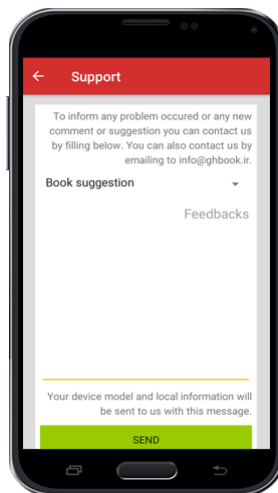 Support
To inform any problem occured or any new
comment or suggestion you can contact us
by filling below. You can also contact us by
emailing to info@ghbook.ir.
Book suggestion
Feedbacks
Your device model and local information will
be sent to us with this message.
SEND